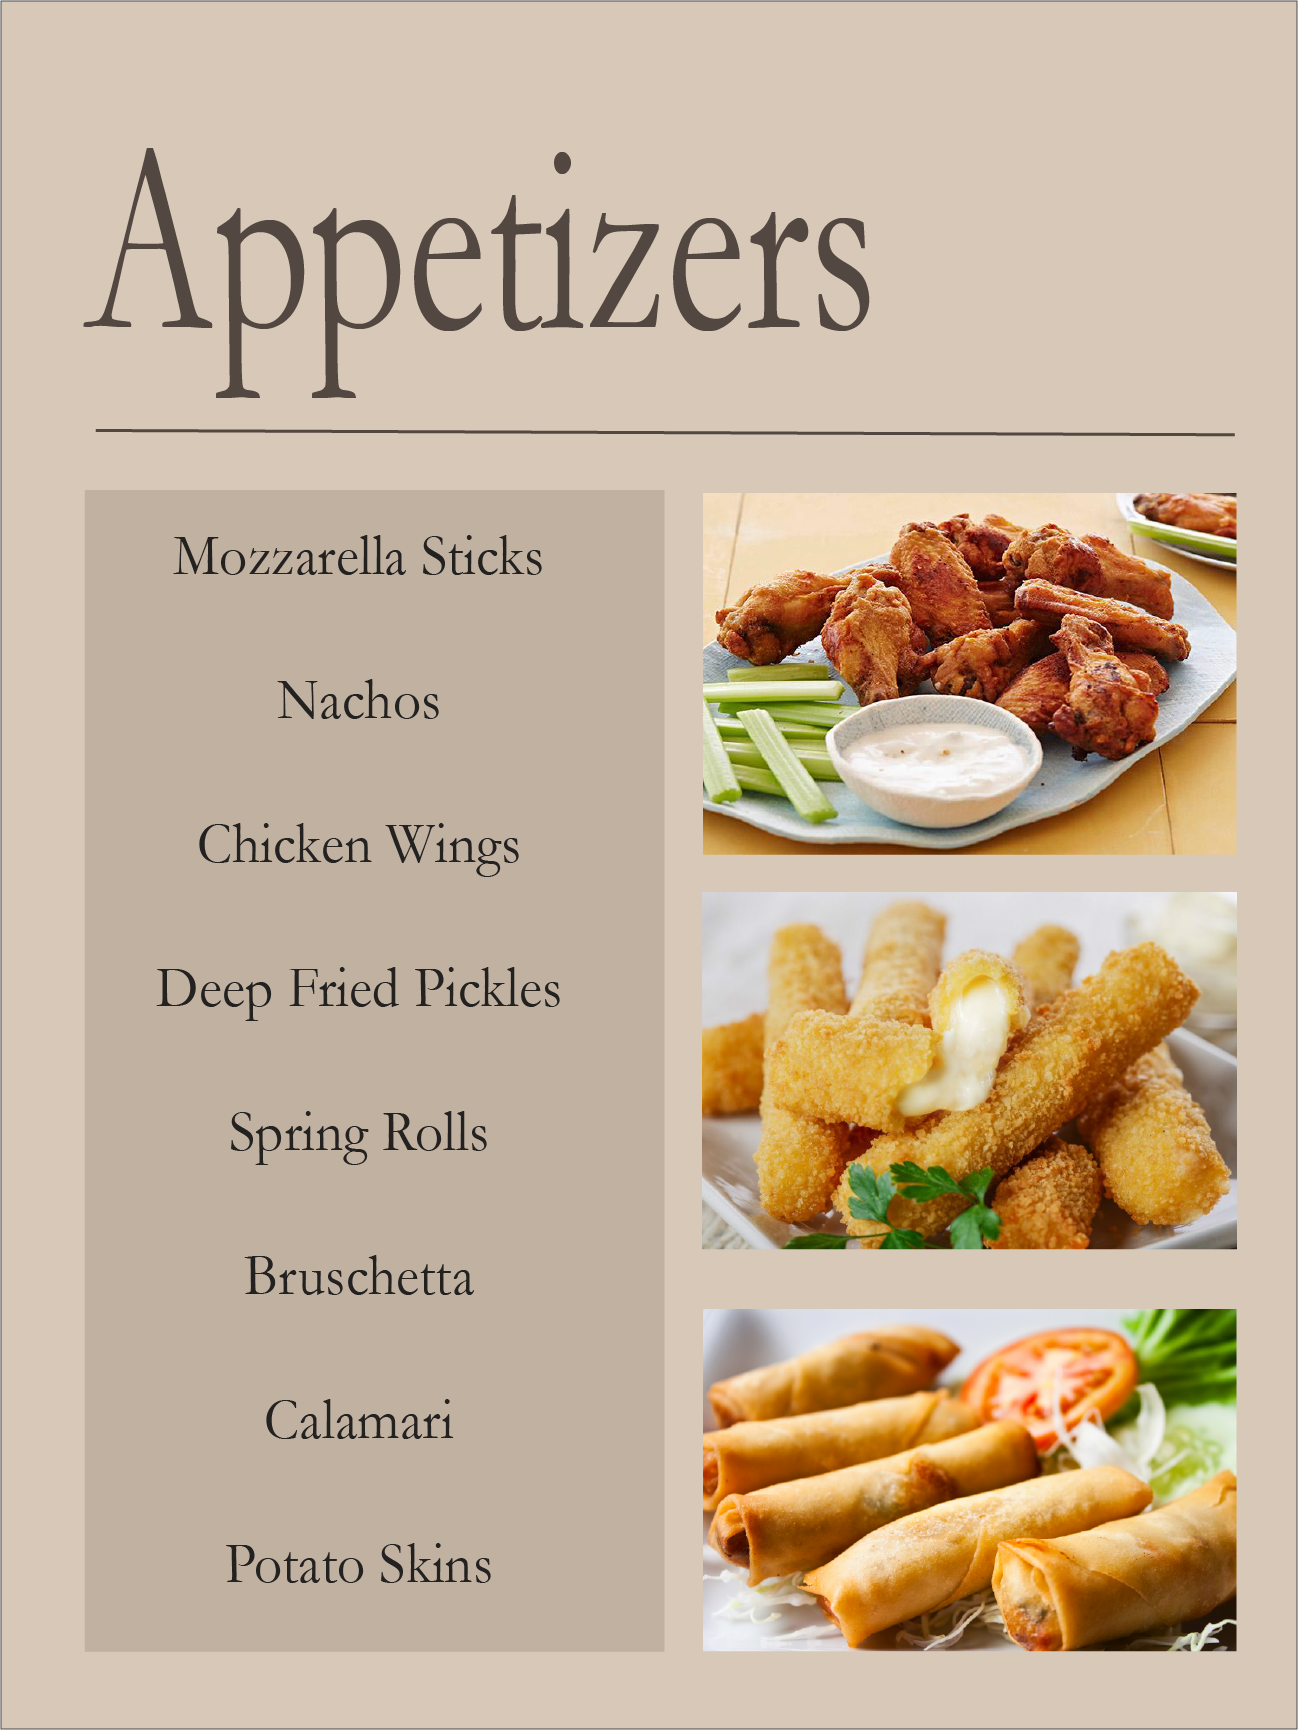 Appetizers
Mozzarella Sticks
Nachos
Chicken Wings
Deep Fried Pickles
Spring Rolls
Bruschetta
Calamari
Potato Skins